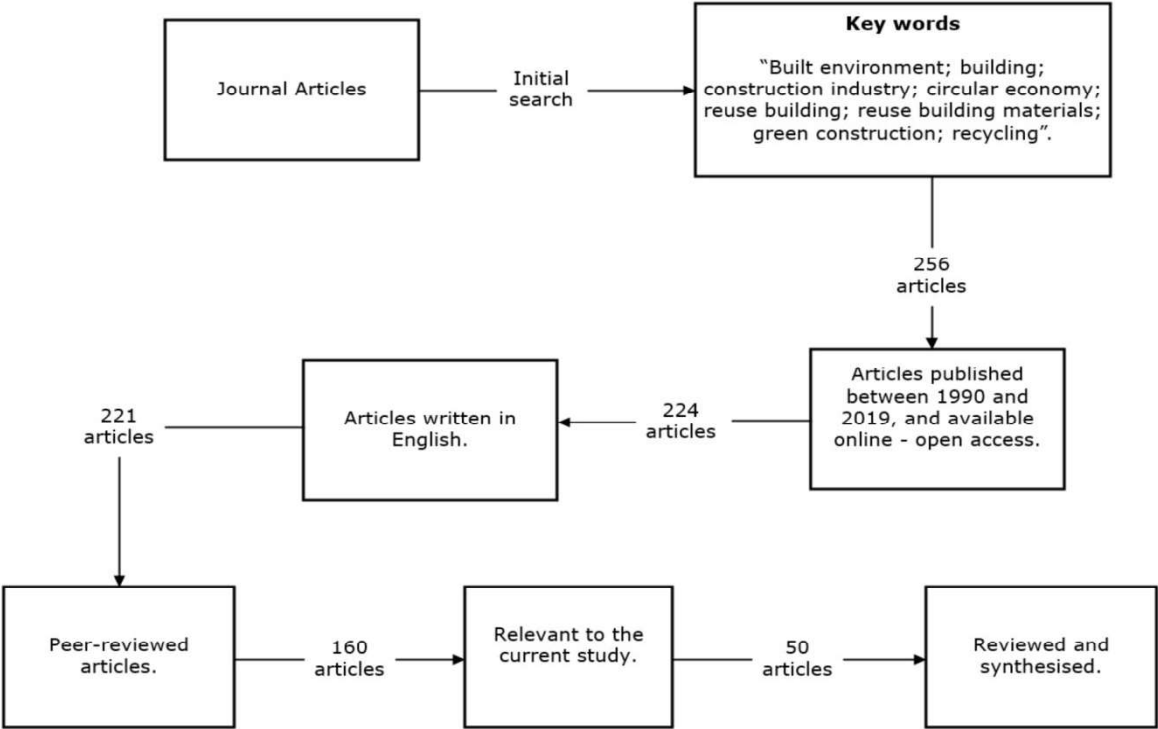 Journal Articles
Initial
search
Key words
“Built environment; building;
construction industry; circular economy;
reuse building; reuse building materials;
green construction; recycling”.
256
articles
Articles published
between 1990 and
2019, and available
online - open access.
224
articles
Articles written in
English.
221
articles
Peer-reviewed
articles.
160
articles
Relevant to the
current study.
50
articles
Reviewed and
synthesised.